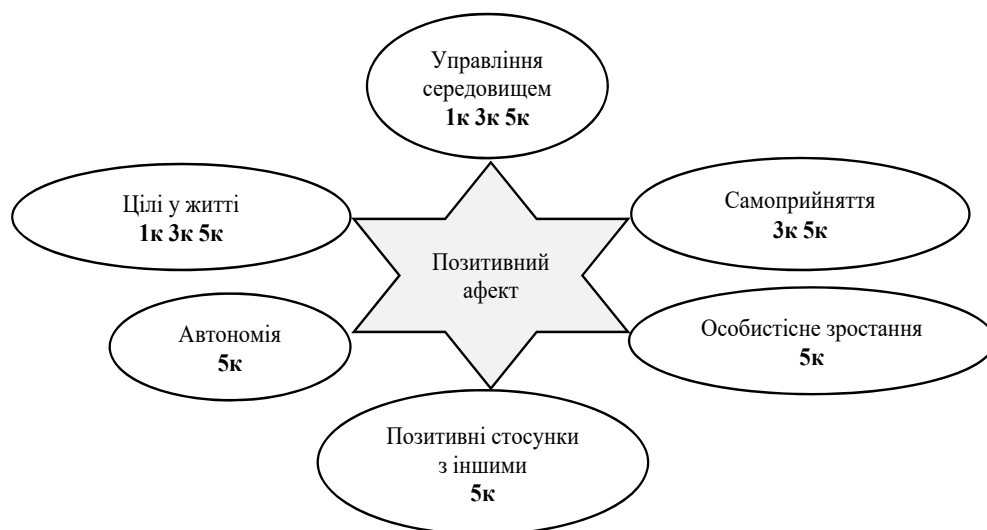 Управління
середовищем
1к 3к 5к
Цілі у житті
1к 3к 5к
Самоприйняття
3к 5к
Позитивний
афект
Автономія
5к
Особистісне зростання
5к
Позитивні стосунки
з іншими
5к